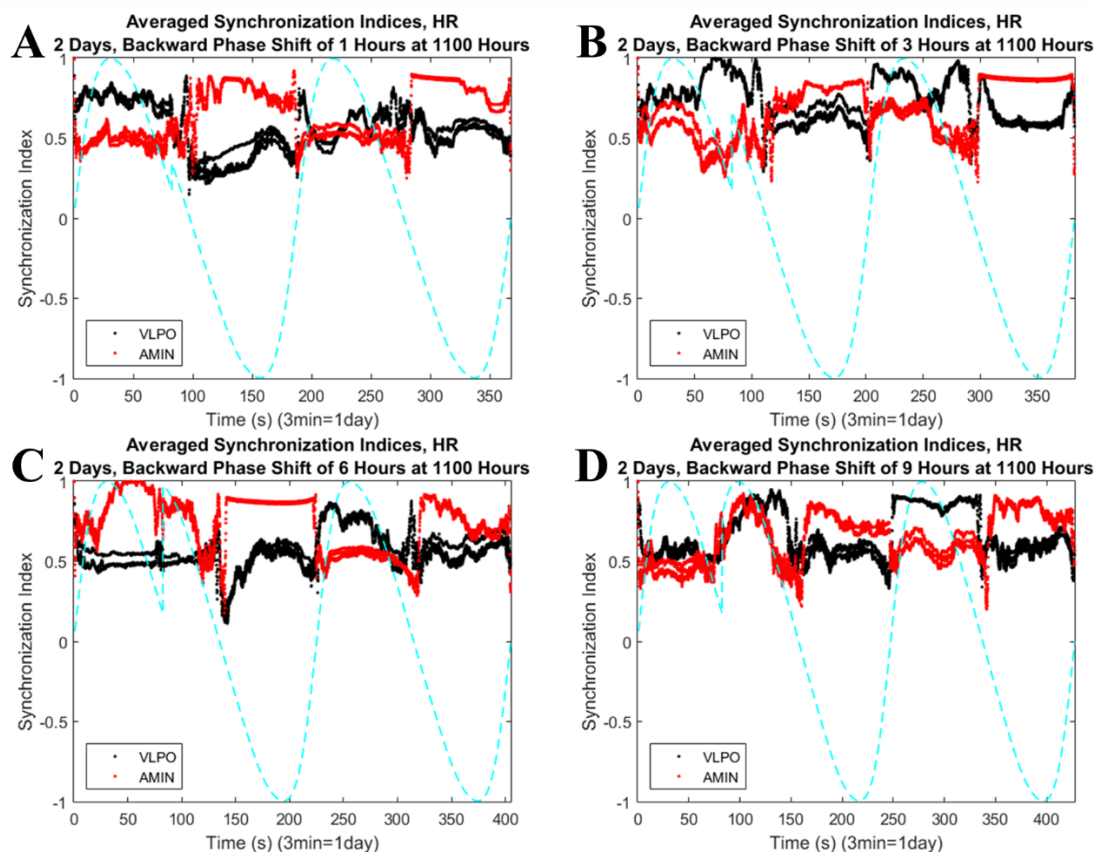 A
Averaged Synchronization Indices, HR
2 Days, Backward Phase Shift of 1 Hours at 1100 Hours
Synchronization Index
1
0.5
0
-0.5
-1
VLPO
AMIN
0 50 100 150 200 250 300 350
Time (s) (3min=1day)
B
Averaged Synchronization Indices, HR
2 Days, Backward Phase Shift of 3 Hours at 1100 Hours
Synchronization Index
1
0.5
0
-0.5
-1
VLPO
AMIN
0 50 100 150 200 250 300 350
Time (s) (3min=1day)
C
Averaged Synchronization Indices, HR
2 Days, Backward Phase Shift of 6 Hours at 1100 Hours
Synchronization Index
1
0.5
0
-0.5
-1
VLPO
AMIN
0 50 100 150 200 250 300 350 400
Time (s) (3min=1day)
D
Averaged Synchronization Indices, HR
2 Days, Backward Phase Shift of 9 Hours at 1100 Hours
Synchronization Index
1
0.5
0
-0.5
-1
VLPO
AMIN
0 50 100 150 200 250 300 350 400
Time (s) (3min=1day)